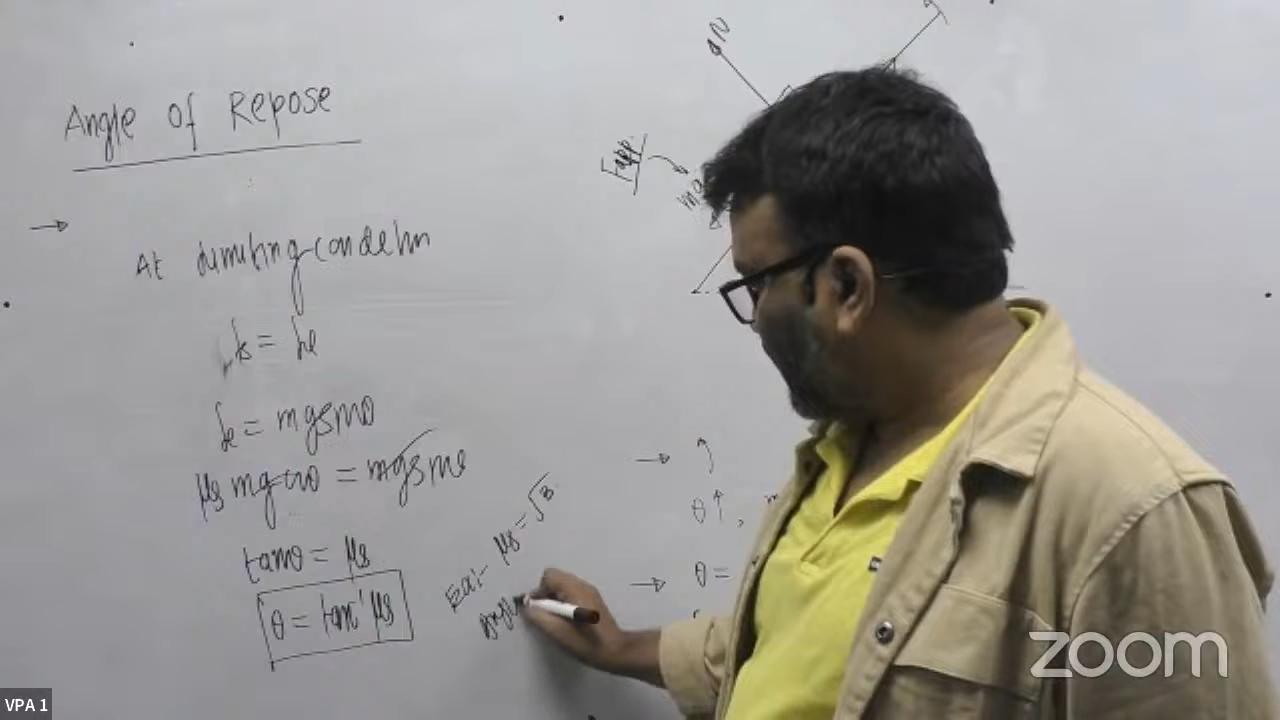 Angle of Repose
→ At limiting condition
fs = fe
fe = mg sinθ
μs mg cosθ = mg sinθ
tanθ = μs
θ = tan⁻¹ μs
Ex:- μs = √3
N
Fapp
→
θ↑,
→ θ =
zoom
VPA 1